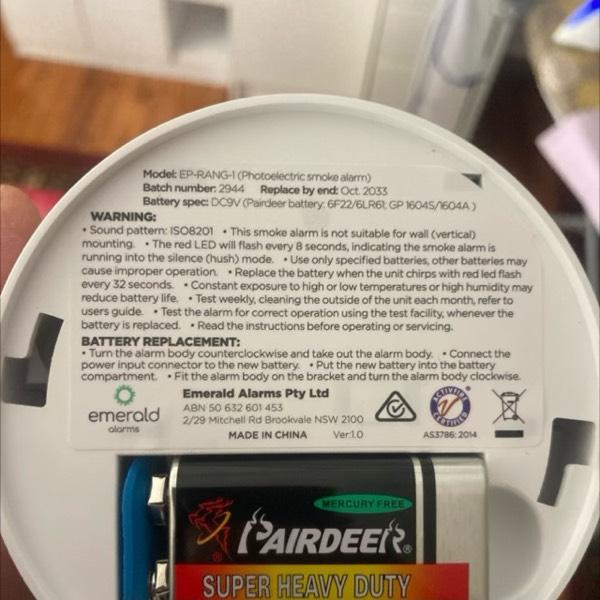 Model: EP-RANG-1 (Photoelectric smoke alarm)
Batch number: 2944 Replace by end: Oct. 2033
Battery spec: DC9V (Pairdeer battery: 6F22/6LR61; GP 1604S/1604A )
WARNING:
• Sound pattern: ISO8201 • This smoke alarm is not suitable for wall (vertical)
mounting. • The red LED will flash every 8 seconds, indicating the smoke alarm is
running into the silence (hush) mode. • Use only specified batteries, other batteries may
cause improper operation. • Replace the battery when the unit chirps with red led flash
every 32 seconds. • Constant exposure to high or low temperatures or high humidity may
reduce battery life. • Test weekly, cleaning the outside of the unit each month, refer to
users guide. • Test the alarm for correct operation using the test facility, whenever the
battery is replaced. • Read the instructions before operating or servicing.
BATTERY REPLACEMENT:
• Turn the alarm body counterclockwise and take out the alarm body. • Connect the
power input connector to the new battery. • Put the new battery into the battery
compartment. • Fit the alarm body on the bracket and turn the alarm body clockwise.
emerald
alarms
Emerald Alarms Pty Ltd
ABN 50 632 601 453
2/29 Mitchell Rd Brookvale NSW 2100
MADE IN CHINA Ver:1.0
ACTIVFIRE
CERTIFIED
AS3786: 2014
MERCURY FREE
PAIRDEER®
SUPER HEAVY DUTY